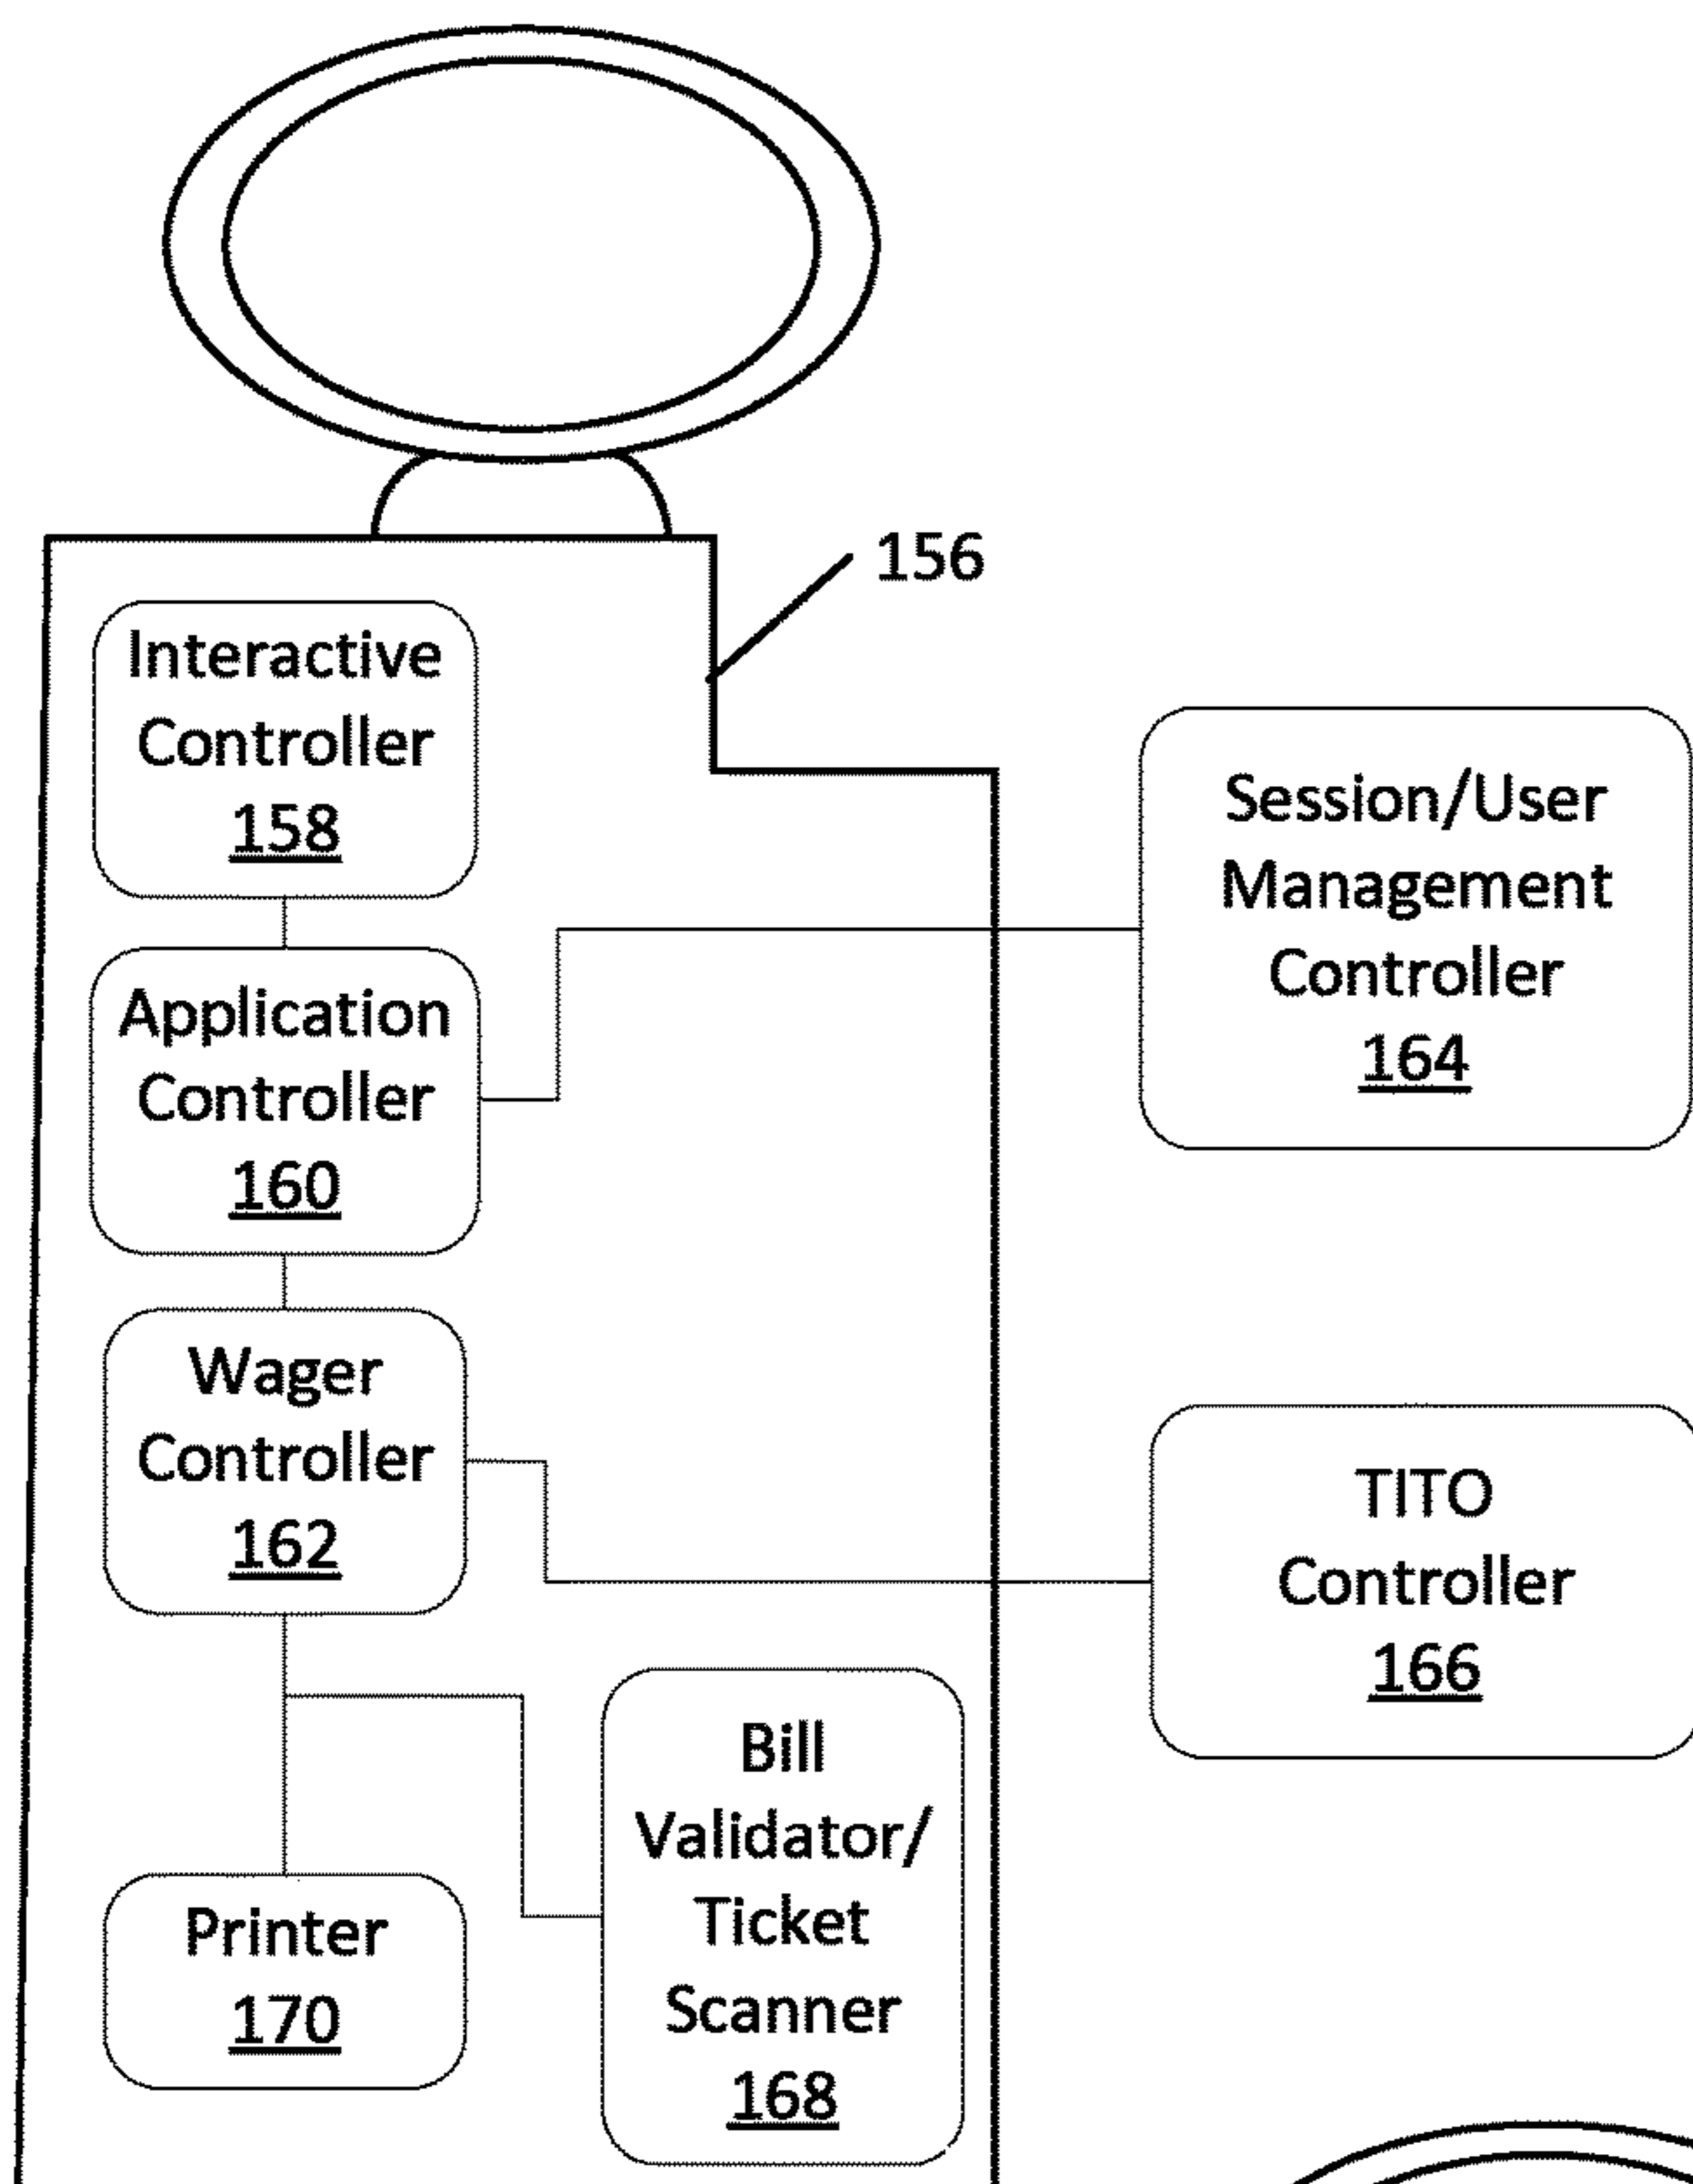 156
Interactive
Controller
158
Session/User
Management
Controller
164
Application
Controller
160
Wager
Controller
162
TITO
Controller
166
Bill
Validator/
Ticket
Scanner
168
Printer
170